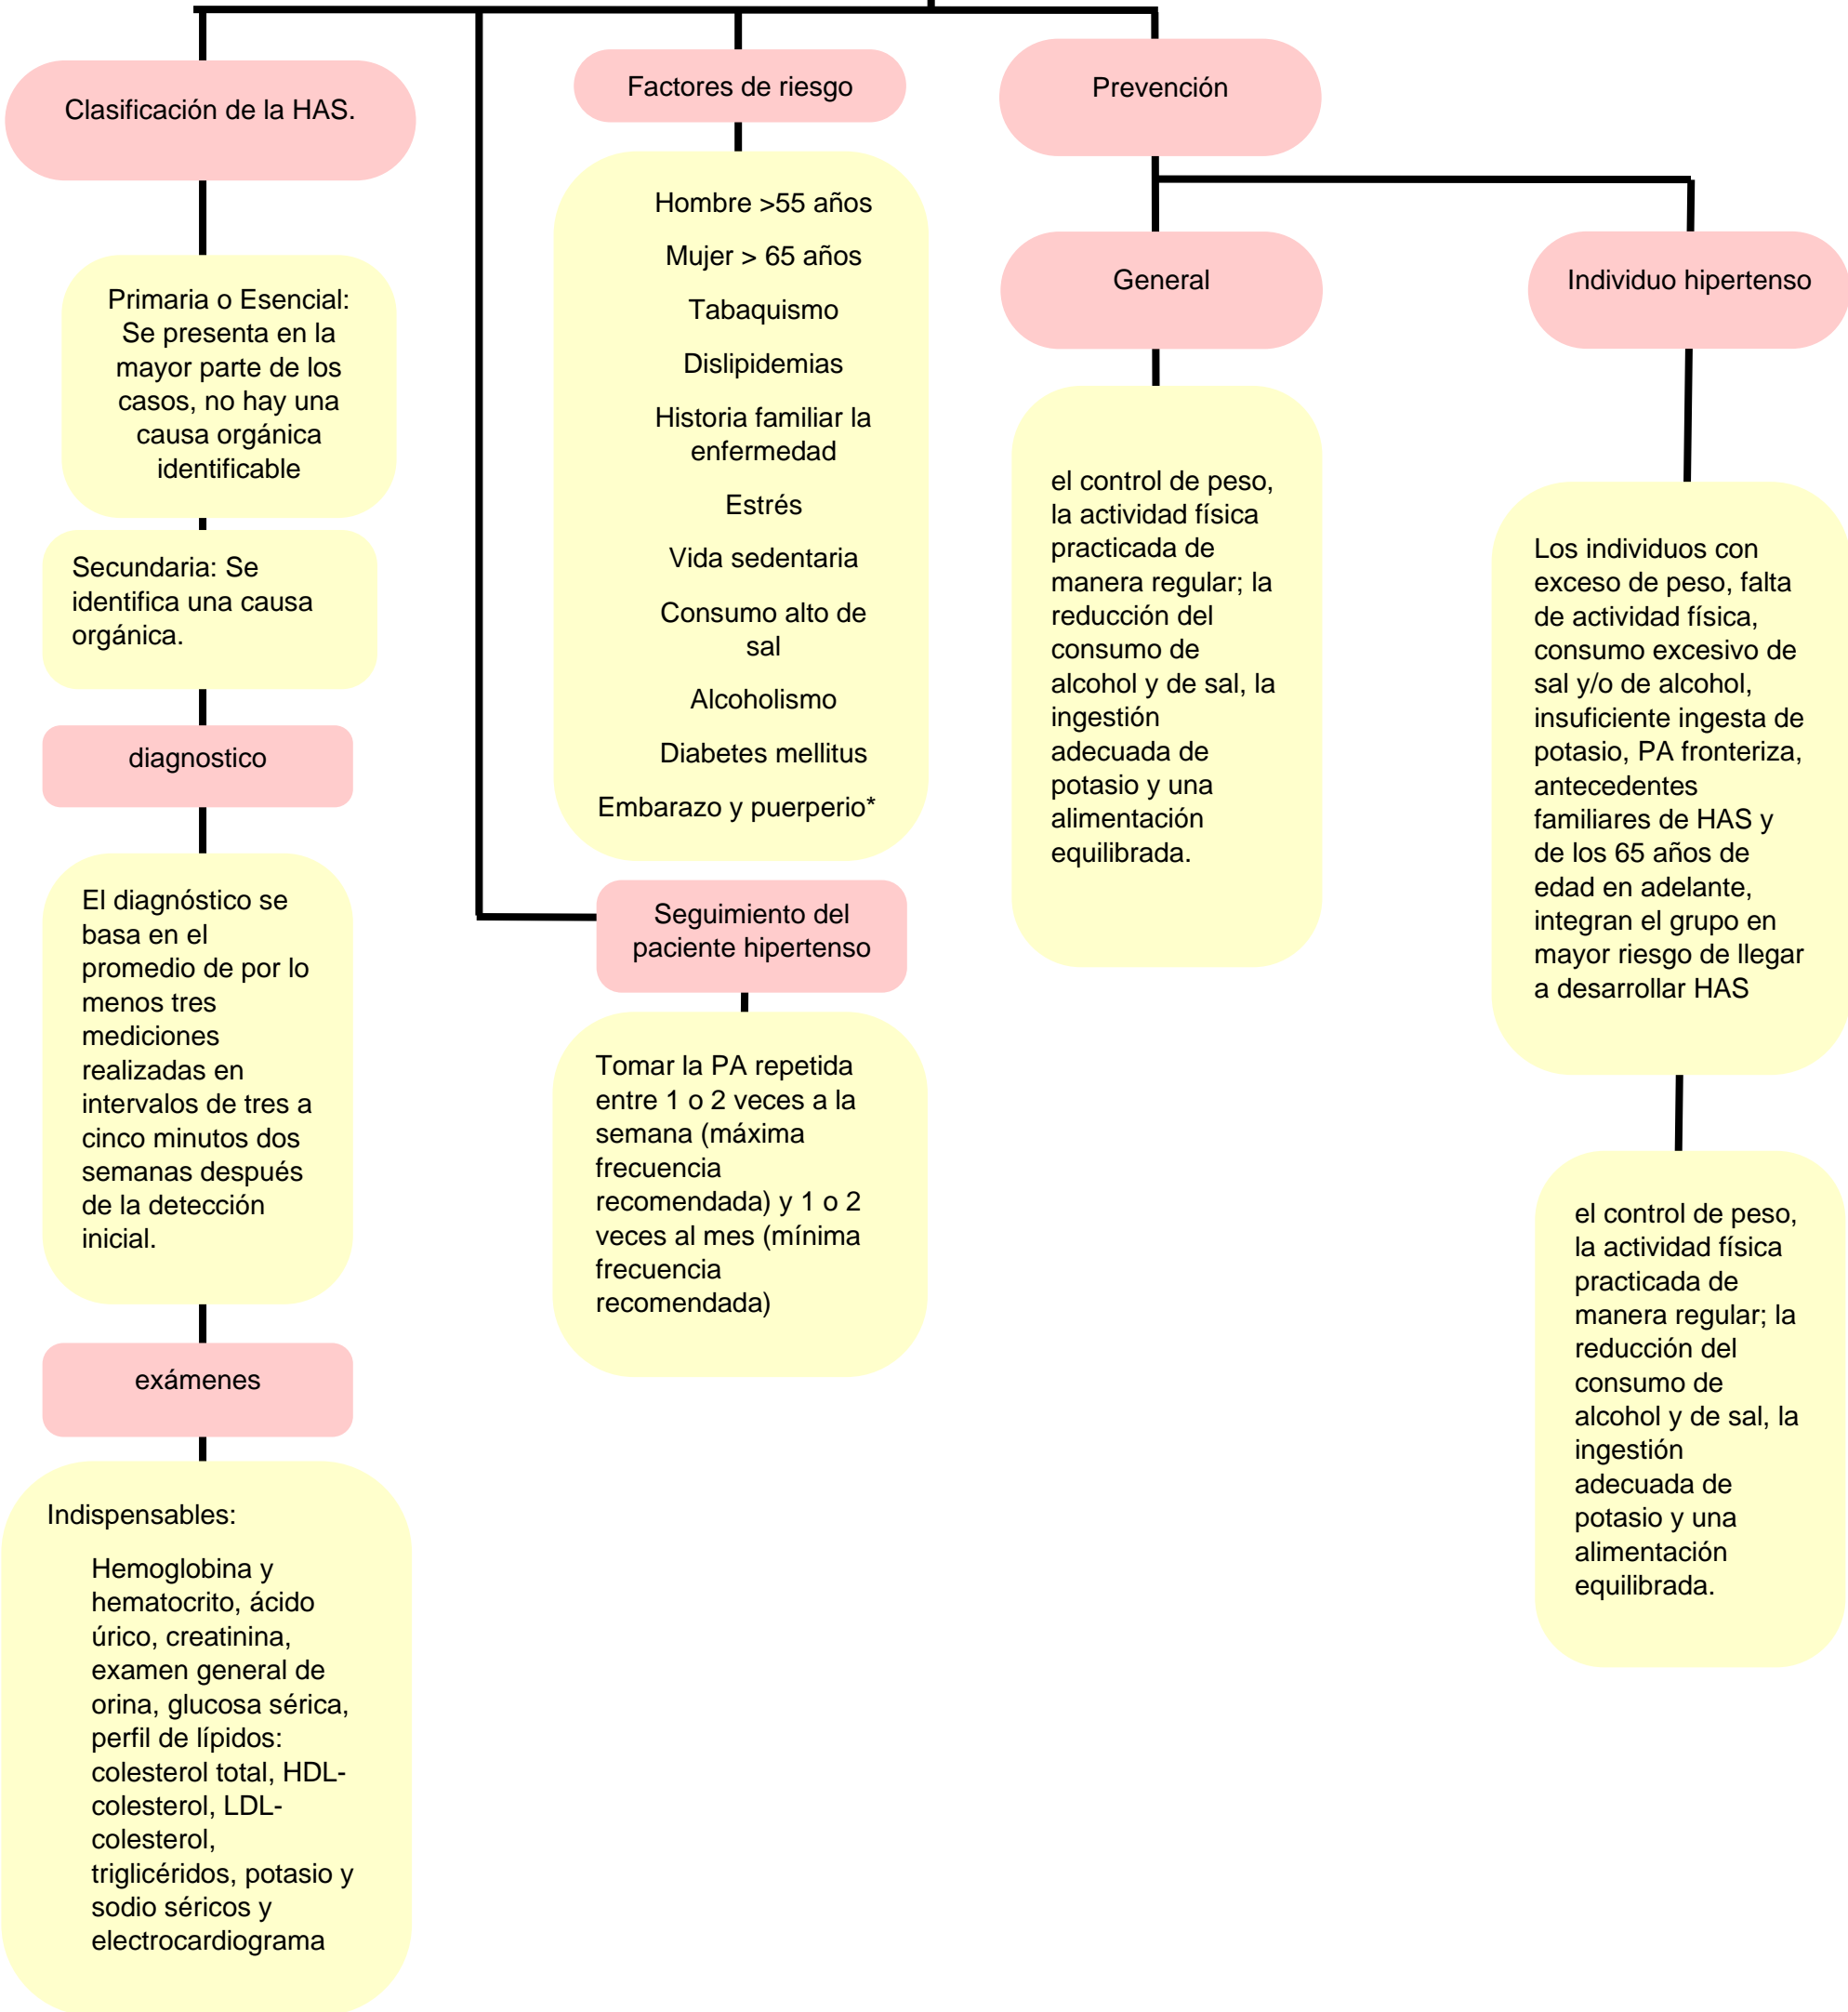 Clasificación de la HAS.
Primaria o Esencial:
Se presenta en la
mayor parte de los
casos, no hay una
causa orgánica
identificable
Secundaria: Se
identifica una causa
orgánica.
diagnostico
El diagnóstico se
basa en el
promedio de por lo
menos tres
mediciones
realizadas en
intervalos de tres a
cinco minutos dos
semanas después
de la detección
inicial.
exámenes
Indispensables:
Hemoglobina y
hematocrito, ácido
úrico, creatinina,
examen general de
orina, glucosa sérica,
perfil de lípidos:
colesterol total, HDL-
colesterol, LDL-
colesterol,
triglicéridos, potasio y
sodio séricos y
electrocardiograma
Factores de riesgo
Hombre >55 años
Mujer > 65 años
Tabaquismo
Dislipidemias
Historia familiar la
enfermedad
Estrés
Vida sedentaria
Consumo alto de
sal
Alcoholismo
Diabetes mellitus
Embarazo y puerperio*
Seguimiento del
paciente hipertenso
Tomar la PA repetida
entre 1 o 2 veces a la
semana (máxima
frecuencia
recomendada) y 1 o 2
veces al mes (mínima
frecuencia
recomendada)
Prevención
General
el control de peso,
la actividad física
practicada de
manera regular; la
reducción del
consumo de
alcohol y de sal, la
ingestión
adecuada de
potasio y una
alimentación
equilibrada.
Individuo hipertenso
Los individuos con
exceso de peso, falta
de actividad física,
consumo excesivo de
sal y/o de alcohol,
insuficiente ingesta de
potasio, PA fronteriza,
antecedentes
familiares de HAS y
de los 65 años de
edad en adelante,
integran el grupo en
mayor riesgo de llegar
a desarrollar HAS
el control de peso,
la actividad física
practicada de
manera regular; la
reducción del
consumo de
alcohol y de sal, la
ingestión
adecuada de
potasio y una
alimentación
equilibrada.